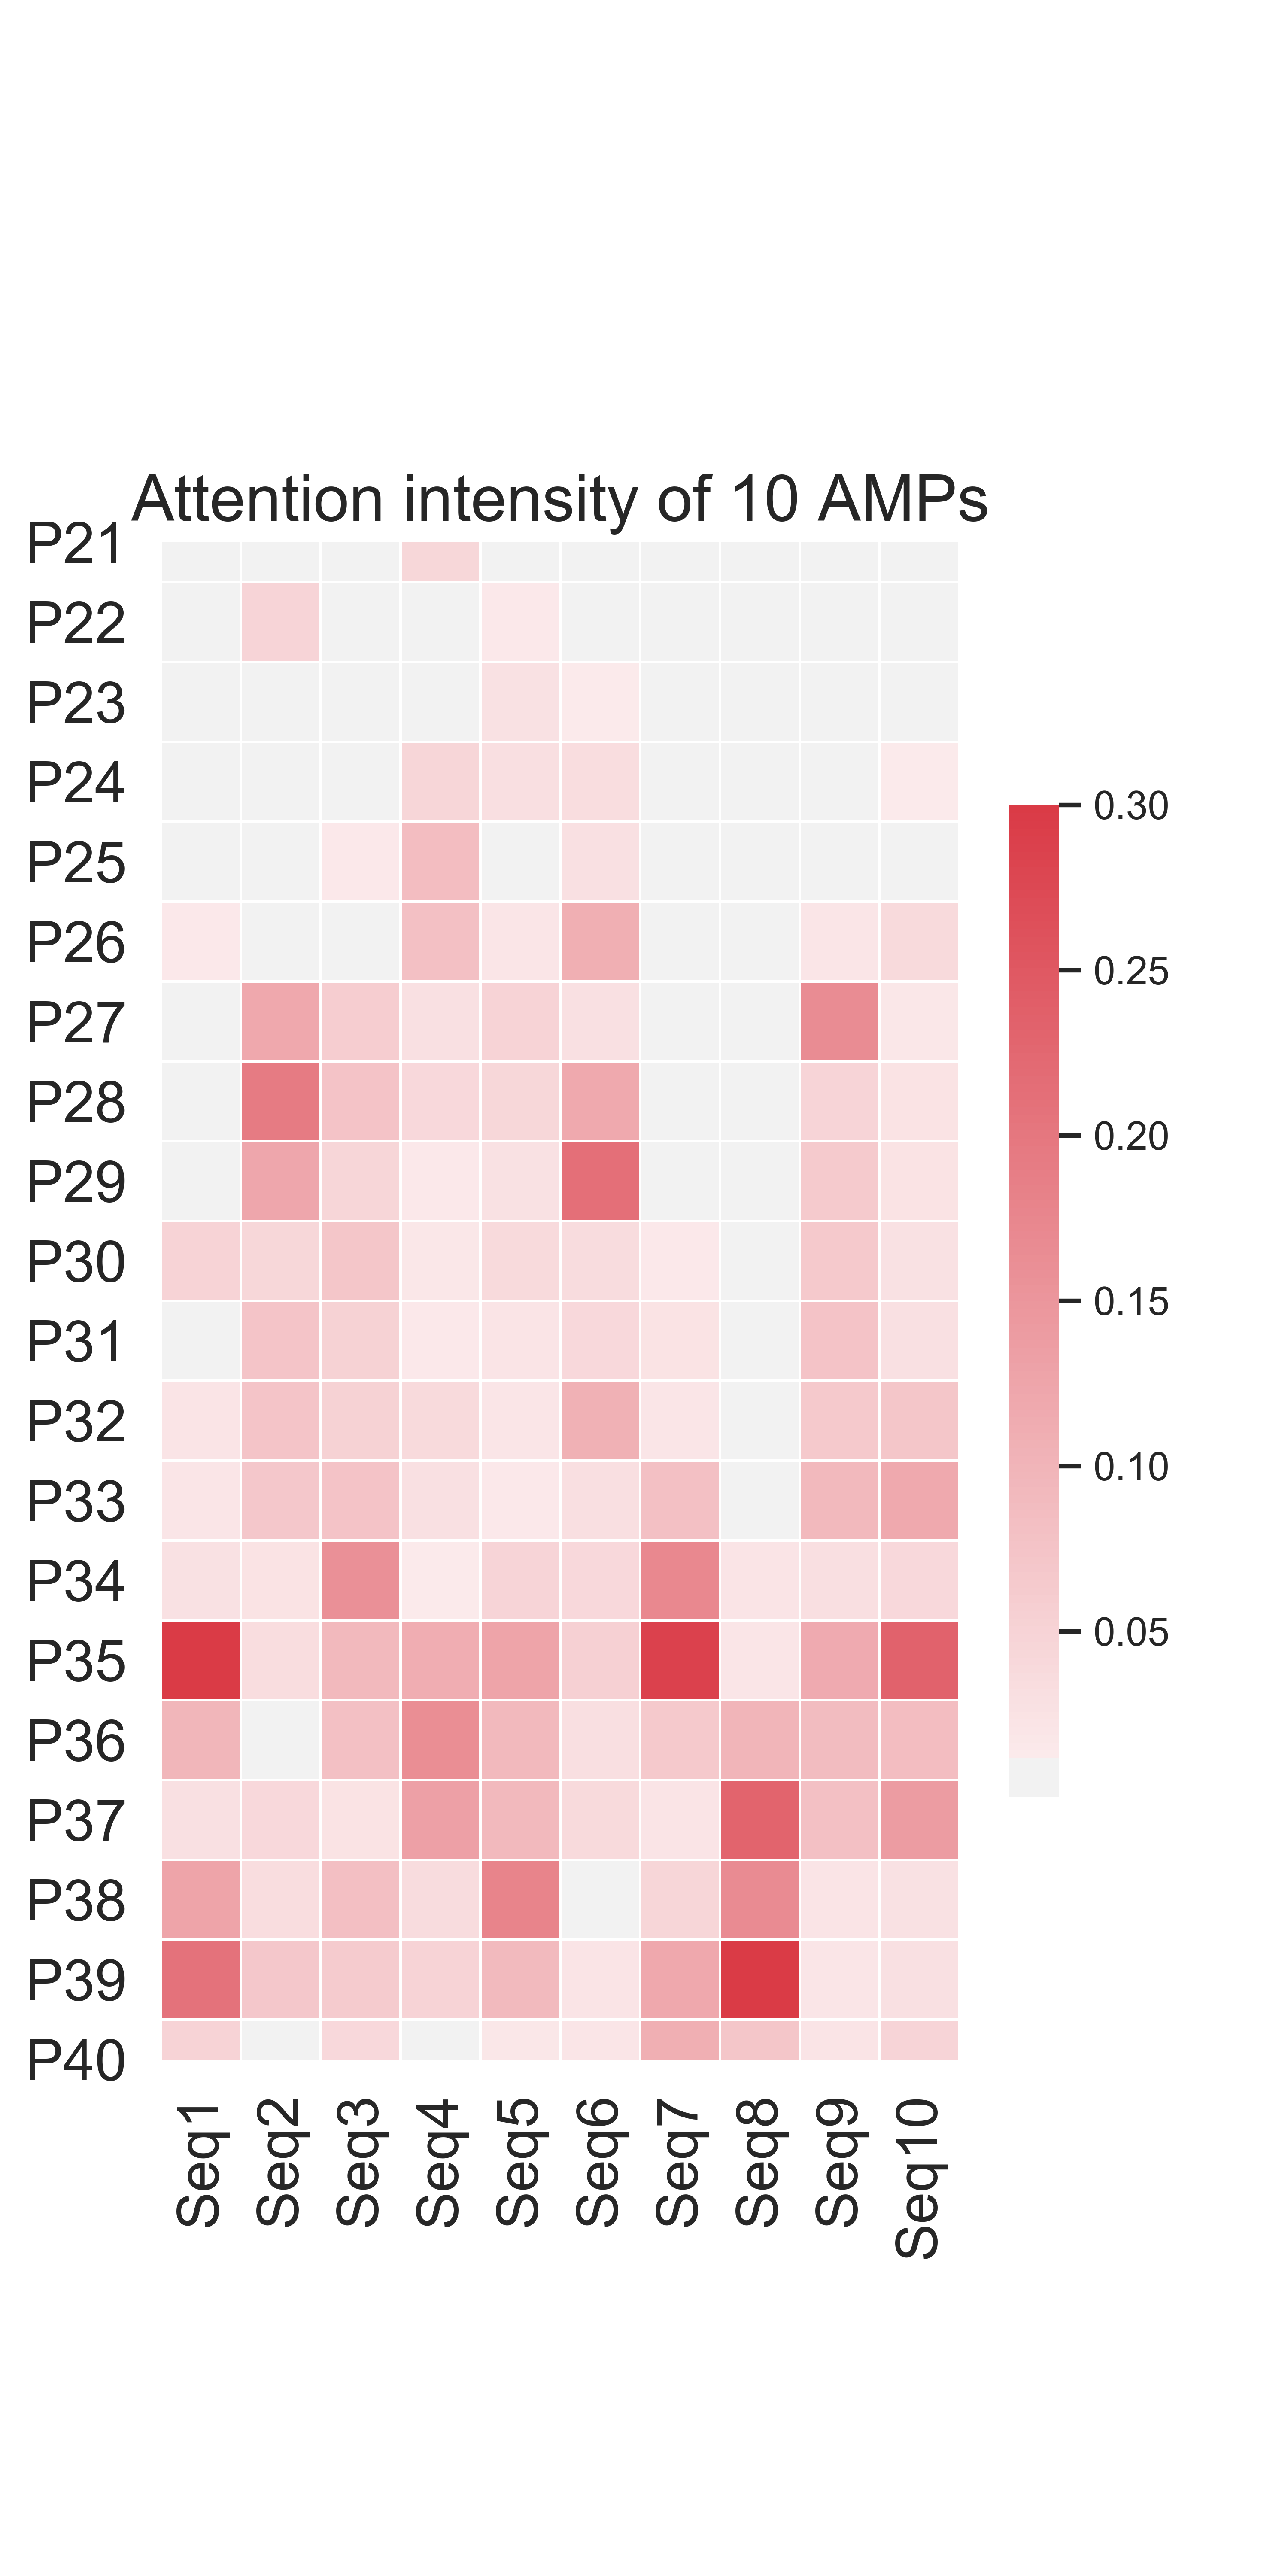 Attention intensity of 10 AMPs
P21
P22
P23
P24
P25
P26
P27
P28
P29
P30
P31
P32
P33
P34
P35
P36
P37
P38
P39
P40
Seq1
Seq2
Seq3
Seq4
Seq5
Seq6
Seq7
Seq8
Seq9
Seq10
0.30
0.25
0.20
0.15
0.10
0.05